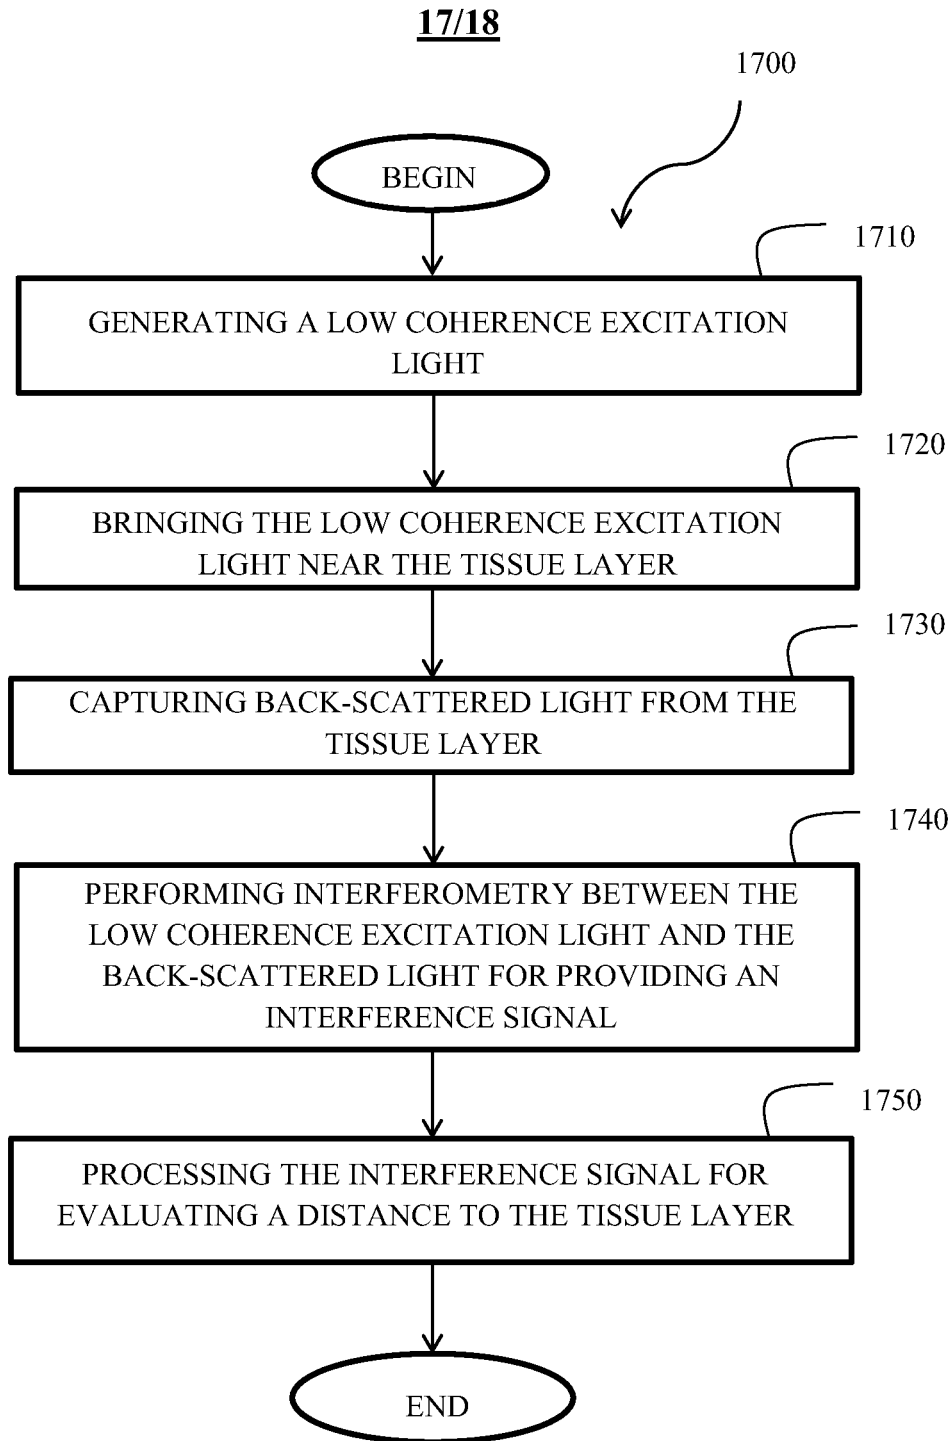 17/18
1700
BEGIN
1710
GENERATING A LOW COHERENCE EXCITATION
LIGHT
1720
BRINGING THE LOW COHERENCE EXCITATION
LIGHT NEAR THE TISSUE LAYER
1730
CAPTURING BACK-SCATTERED LIGHT FROM THE
TISSUE LAYER
1740
PERFORMING INTERFEROMETRY BETWEEN THE
LOW COHERENCE EXCITATION LIGHT AND THE
BACK-SCATTERED LIGHT FOR PROVIDING AN
INTERFERENCE SIGNAL
1750
PROCESSING THE INTERFERENCE SIGNAL FOR
EVALUATING A DISTANCE TO THE TISSUE LAYER
END